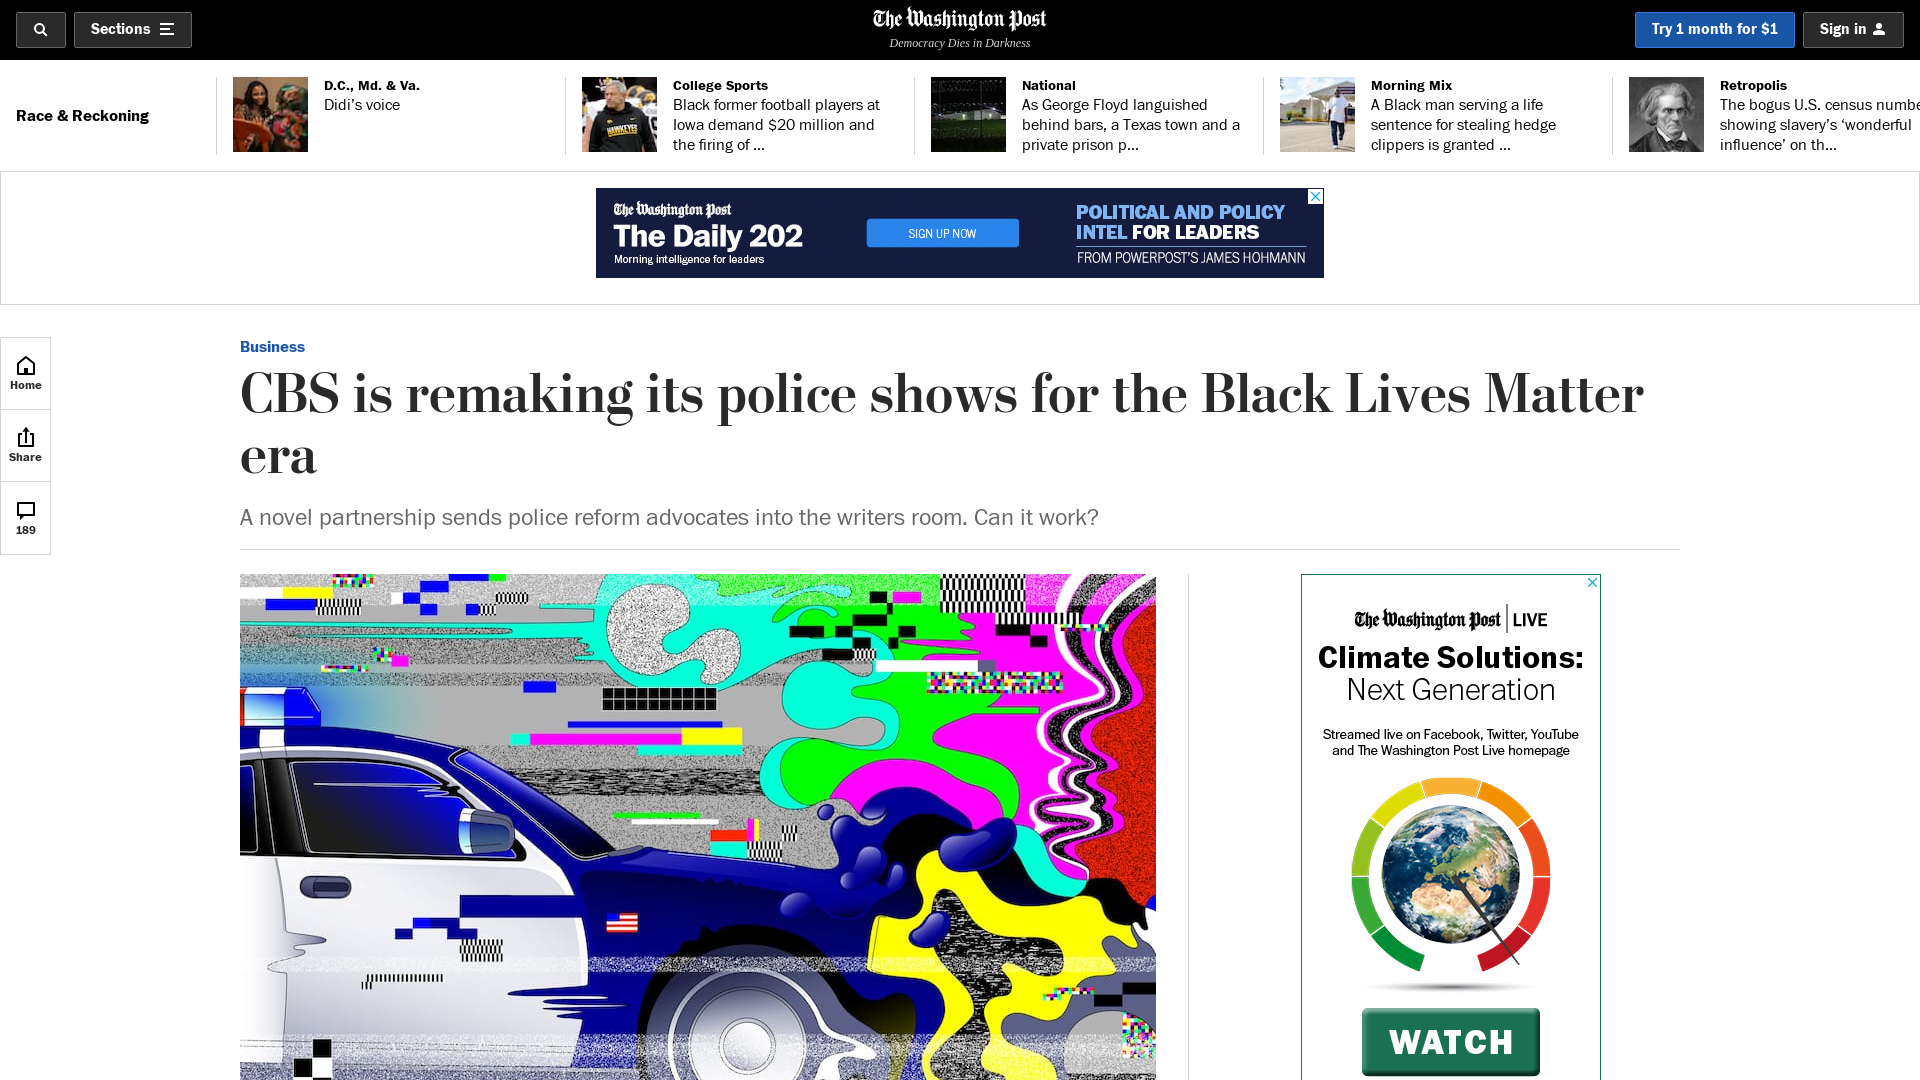 Sections
The Washington Post
Democracy Dies in Darkness
Try 1 month for $1
Sign in
Race & Reckoning
D.C., Md. & Va.
Didi’s voice
College Sports
Black former football players at
Iowa demand $20 million and
the firing of ...
National
As George Floyd languished
behind bars, a Texas town and a
private prison p...
Morning Mix
A Black man serving a life
sentence for stealing hedge
clippers is granted ...
Retropolis
The bogus U.S. census numbe
showing slavery’s ‘wonderful
influence’ on th...
HAWKEYES
The Washington Post
The Daily 202
Morning intelligence for leaders
SIGN UP NOW
POLITICAL AND POLICY
INTEL FOR LEADERS
FROM POWERPOST’S JAMES HOHMANN
Home
Share
189
Business
CBS is remaking its police shows for the Black Lives Matter
era
A novel partnership sends police reform advocates into the writers room. Can it work?
The Washington Post LIVE
Climate Solutions:
Next Generation
Streamed live on Facebook, Twitter, YouTube
and The Washington Post Live homepage
WATCH